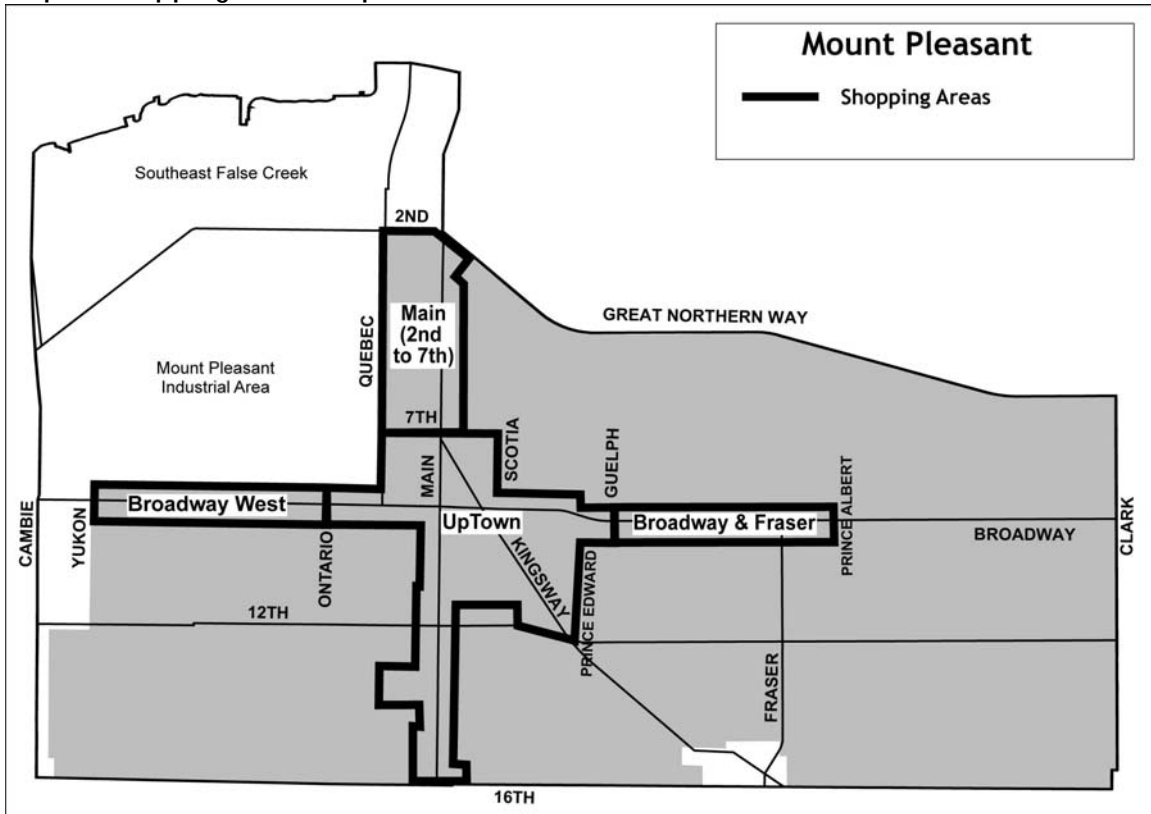 Mount Pleasant
Shopping Areas
Southeast False Creek
2ND
Main
(2nd
to 7th)
GREAT NORTHERN WAY
QUEBEC
Mount Pleasant
Industrial Area
7TH
SCOTIA
GUELPH
MAIN
PRINCE ALBERT
CAMBIE
YUKON
Broadway West
UpTown
Broadway & Fraser
BROADWAY
CLARK
ONTARIO
KINGSWAY
PRINCE EDWARD
12TH
FRASER
16TH